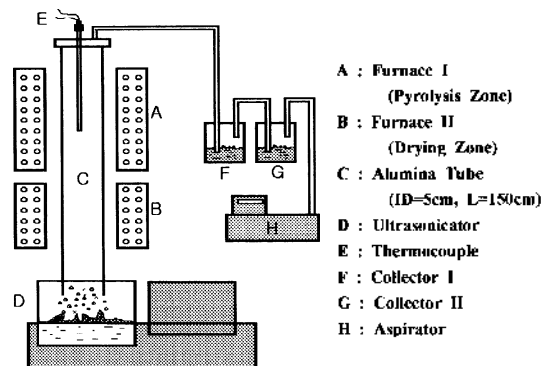 E
A
C
B
F
G
H
D
A : Furnace I
(Pyrolysis Zone)
B : Furnace II
(Drying Zone)
C : Alumina Tube
(ID=5cm, L=150cm)
D : Ultrasonicator
E : Thermocouple
F : Collector I
G : Collector II
H : Aspirator